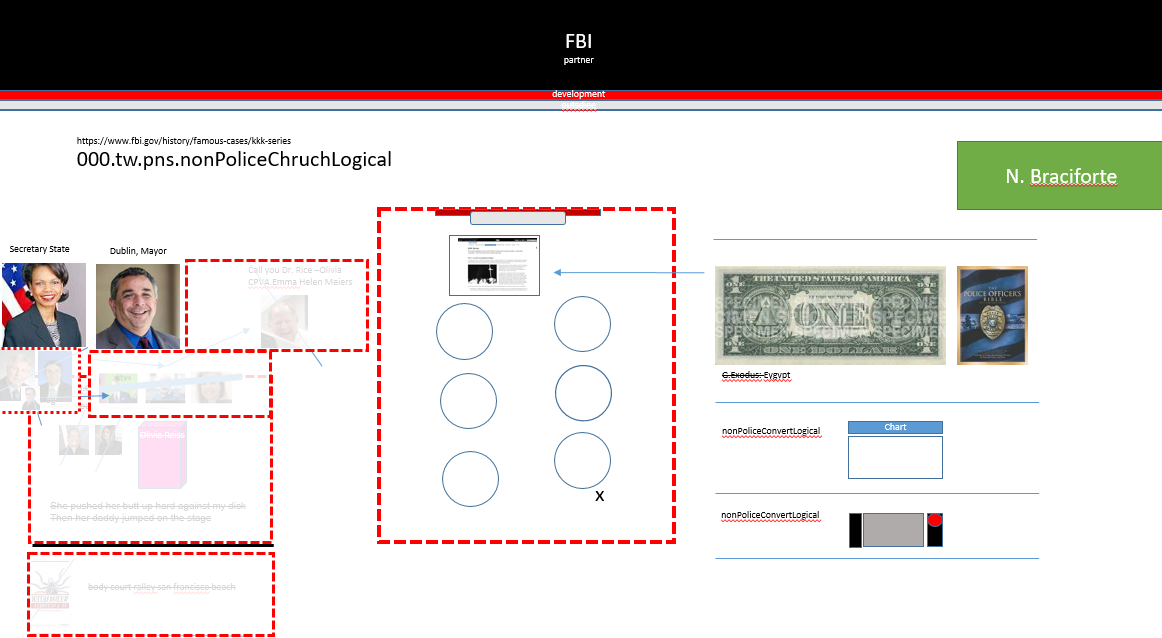 FBI
partner
development
https://www.fbi.gov/history/famous-cases/kkk-series
000.tw.pns.nonPoliceChruchLogical
N. Braciforte
Secretary State
Dublin, Mayor
Call you Dr. Rice –Olivia
CPVA Emma Helen Meiers
THE UNITED STATES OF AMERICA
ONE
SPECIMEN
ONE DOLLAR
THE
POLICE OFFICER'S
BIBLE
G.Exodus: Eygypt
nonPoliceConvertLogical
Chart
Olivia Reiss
She pushed her butt up hard against my disk
Then her daddy jumped on the stage
X
nonPoliceConvertLogical
body court ralley san francisco beach